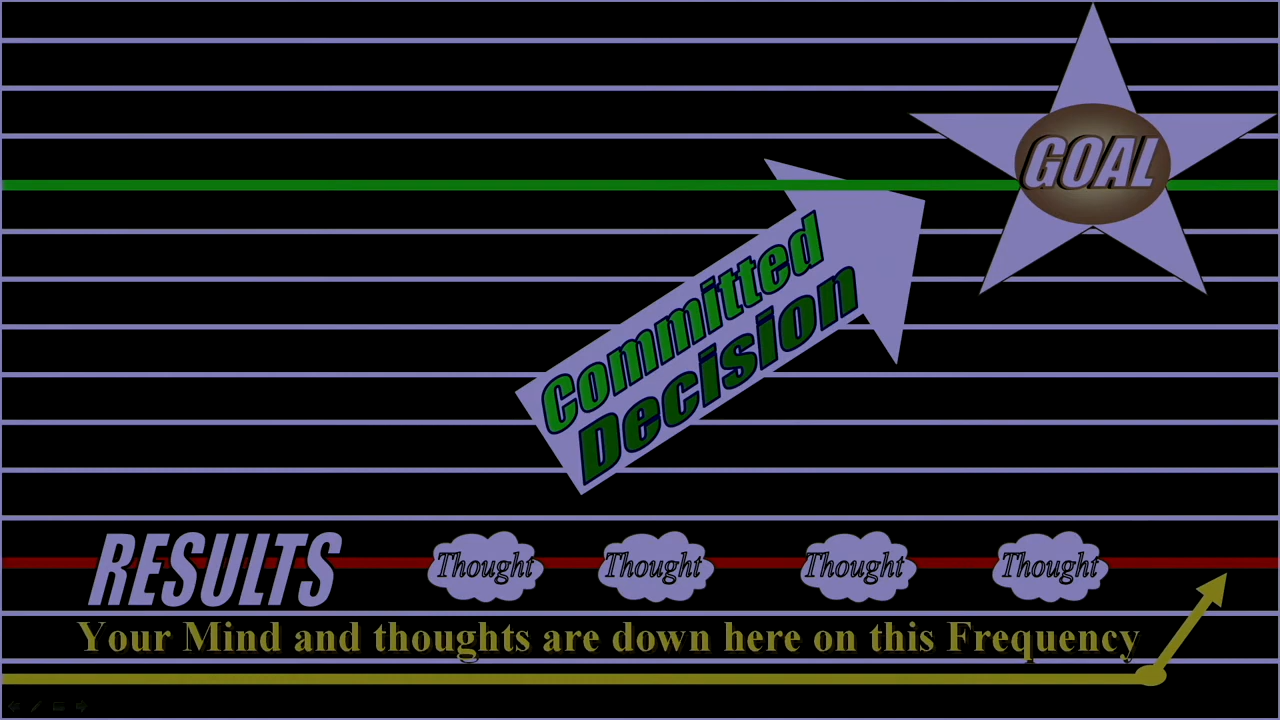 GOAL
Committed
Decision
RESULTS
Thought Thought Thought Thought
Your Mind and thoughts are down here on this Frequency